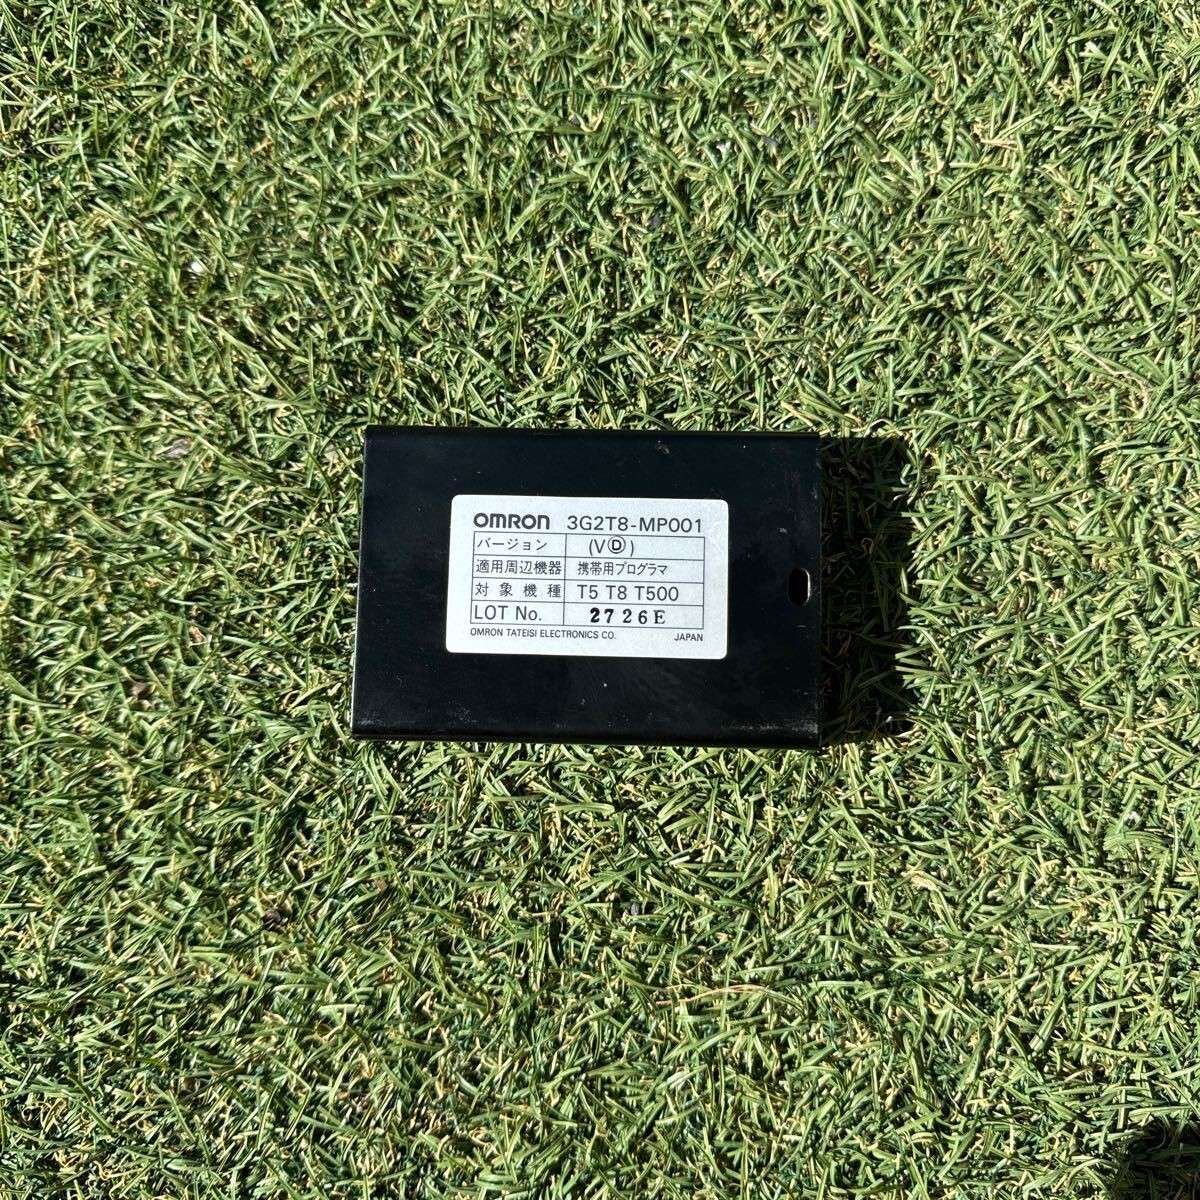 OMRON 3G2T8-MP001
バージョン (VⒹ)
適用周辺機器 携帯用プログラマ
対象機種 T5 T8 T500
LOT No. 2726E
OMRON TATEISI ELECTRONICS CO. JAPAN